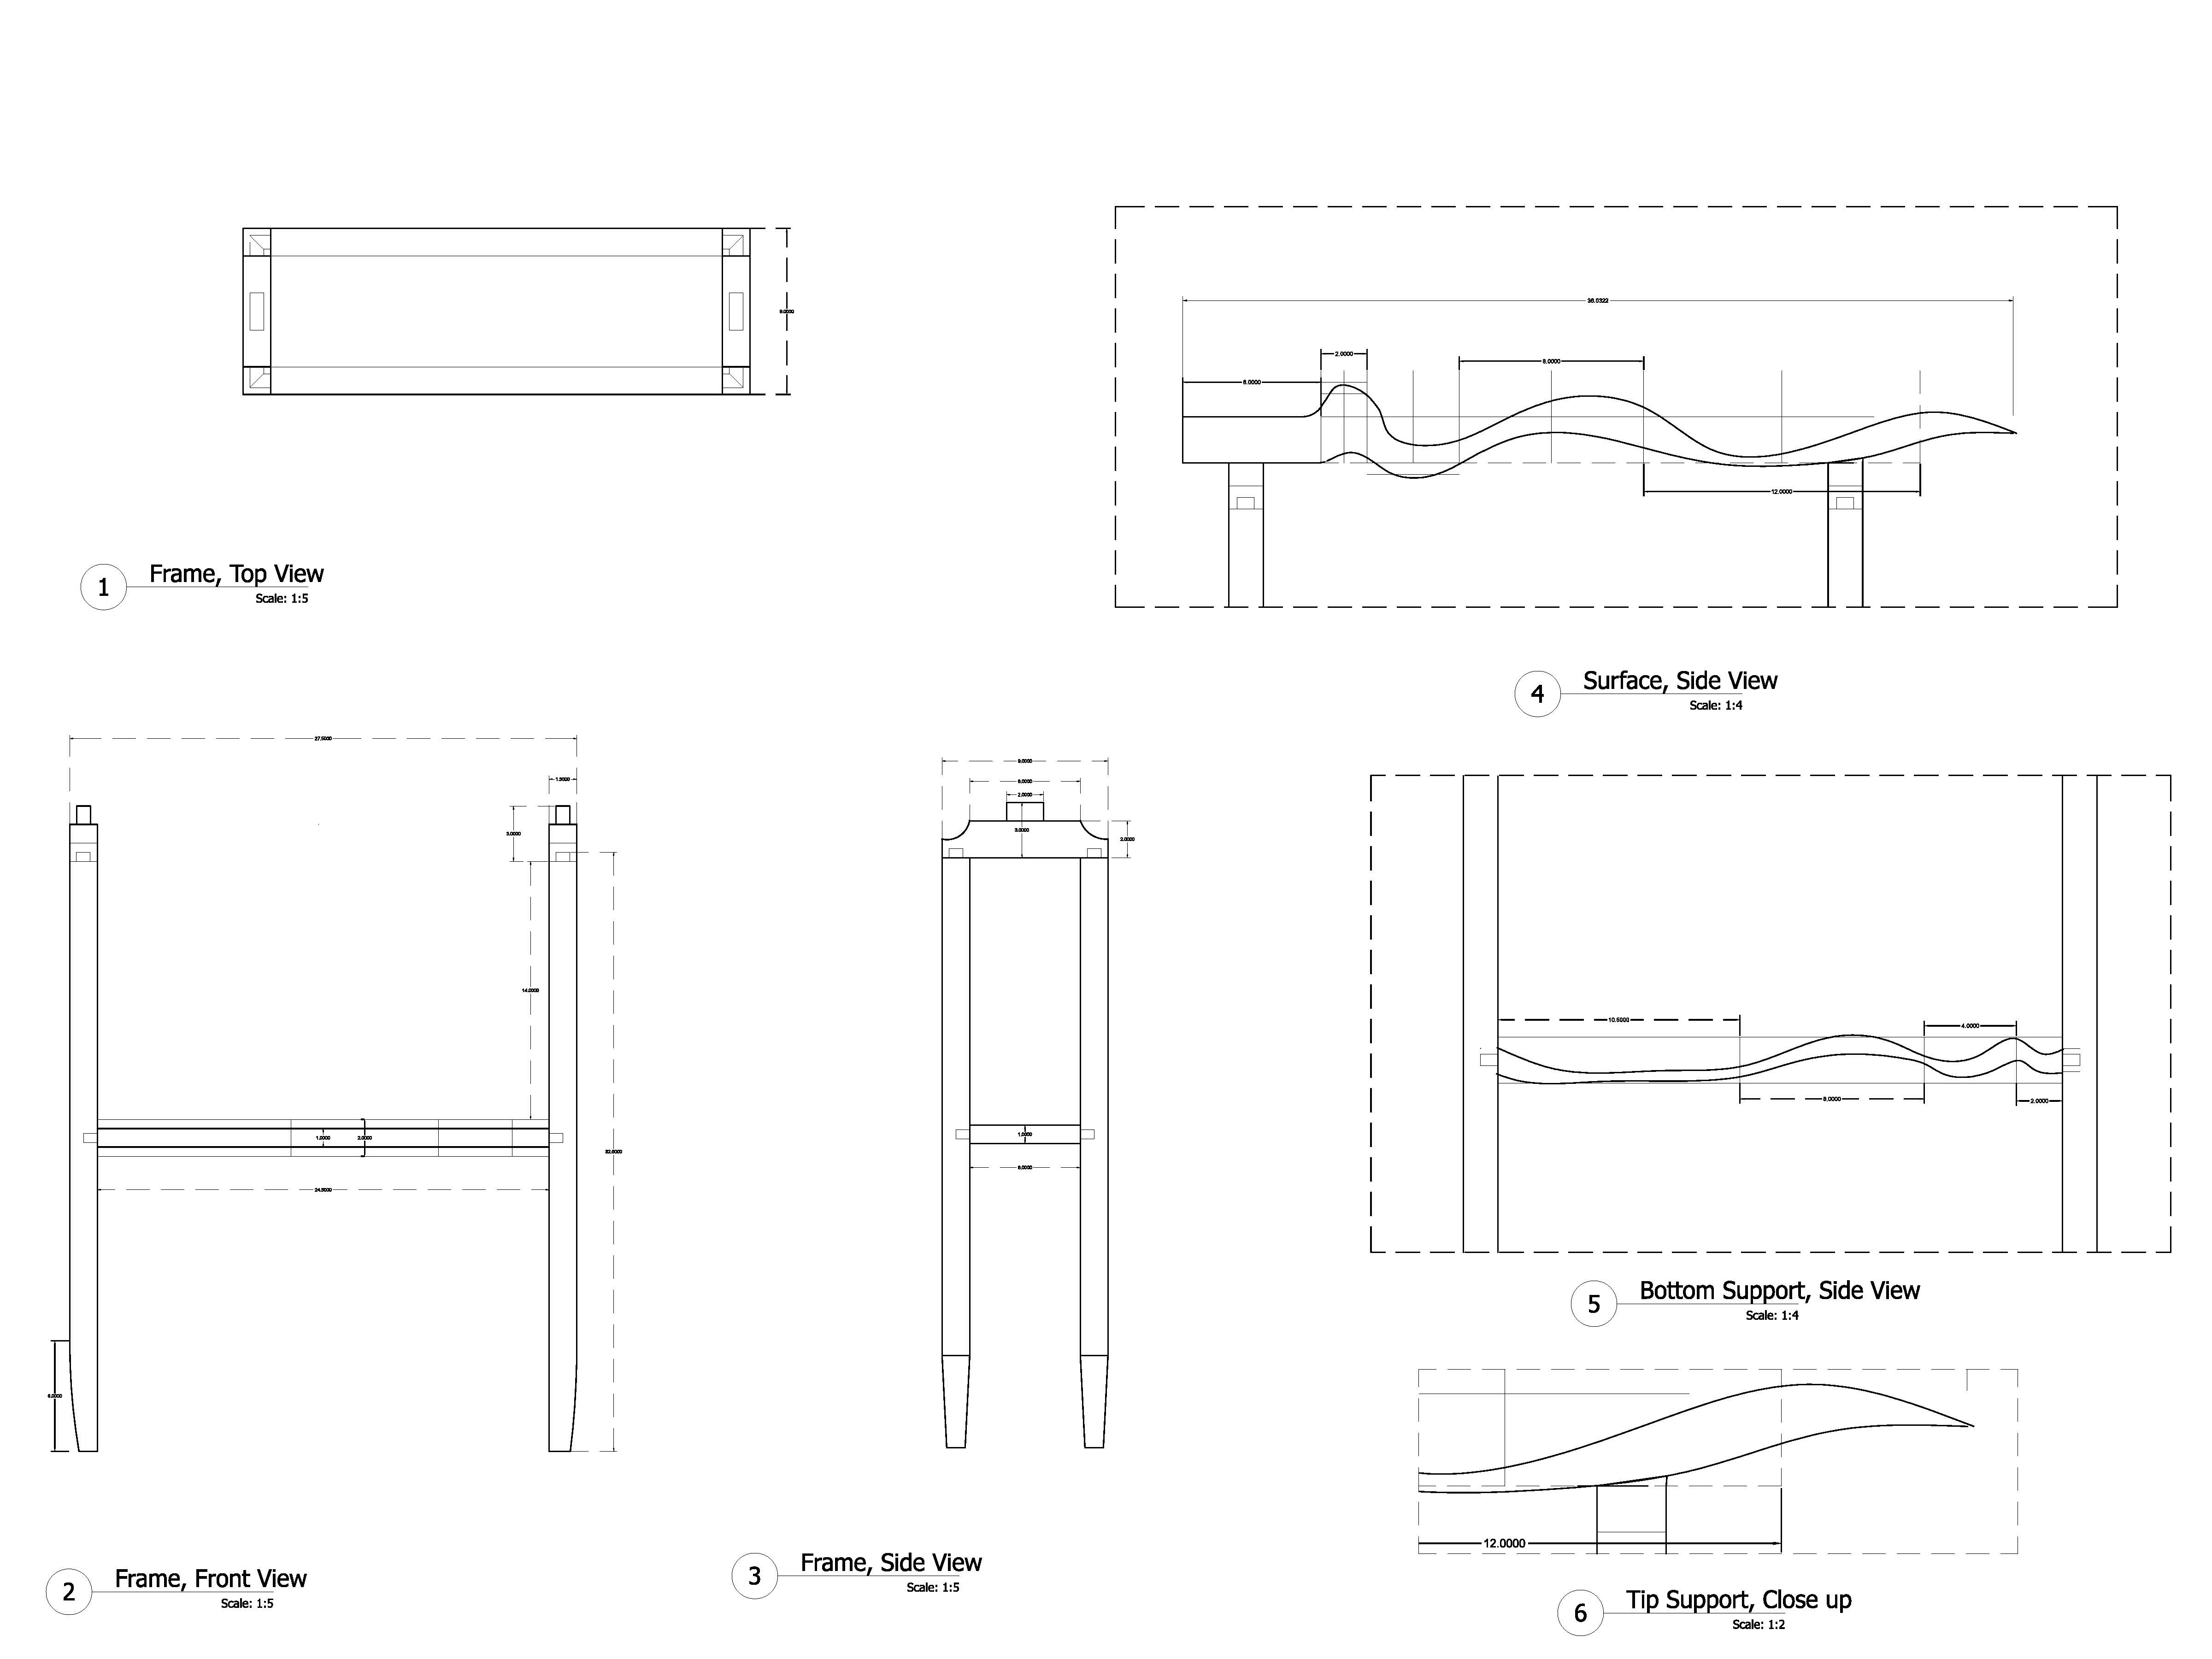 9.0000
1
Frame, Top View
Scale: 1:5
36.0322
2.0000
8.0000
6.0000
12.0000
4
Surface, Side View
Scale: 1:4
27.5000
1.5000
3.0000
14.0000
1.0000
2.0000
32.5000
24.5000
6.0000
2
Frame, Front View
Scale: 1:5
9.0000
6.0000
2.0000
3.0000
2.0000
1.0000
6.0000
3
Frame, Side View
Scale: 1:5
10.5000
4.0000
8.0000
2.0000
5
Bottom Support, Side View
Scale: 1:4
12.0000
6
Tip Support, Close up
Scale: 1:2